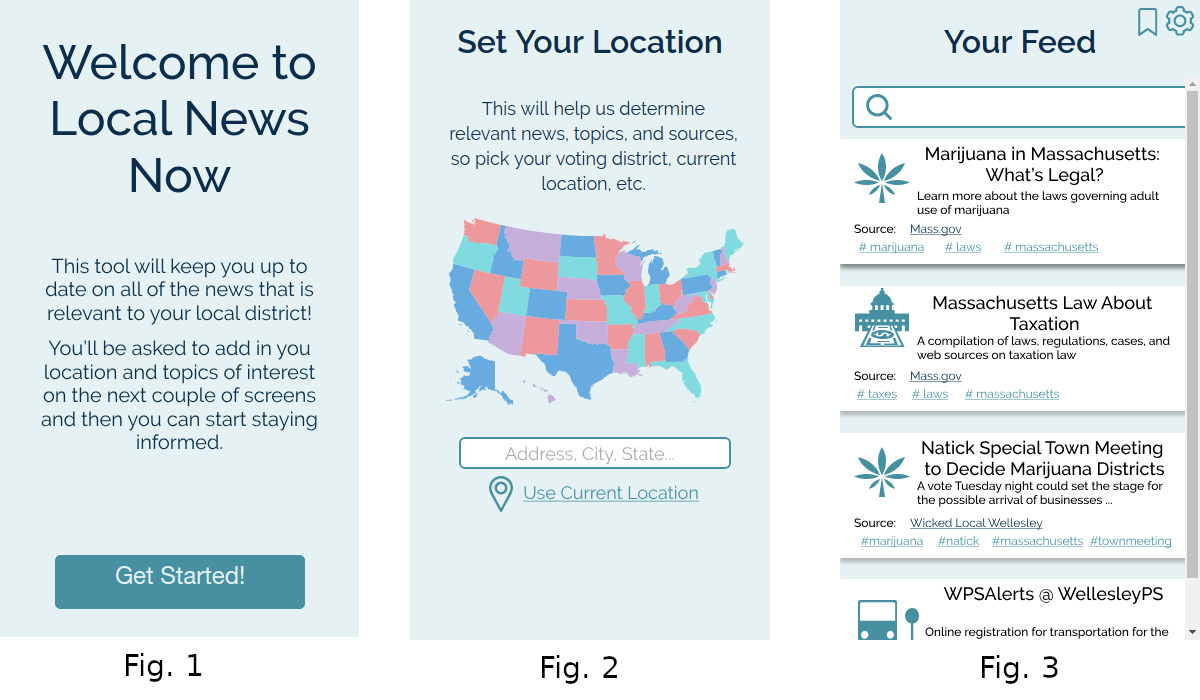 Welcome to
Local News
Now
This tool will keep you up to
date on all of the news that is
relevant to your local district!
You'll be asked to add in you
location and topics of interest
on the next couple of screens
and then you can start staying
informed.
Get Started!
Fig. 1
Set Your Location
This will help us determine
relevant news, topics, and sources,
so pick your voting district, current
location, etc.
Address, City, State...
Use Current Location
Fig. 2
Your Feed
Marijuana in Massachusetts:
What's Legal?
Learn more about the laws governing adult
use of marijuana
Source: Mass.gov
# marijuana # laws # massachusetts
Massachusetts Law About
Taxation
A compilation of laws, regulations, cases, and
web sources on taxation law
Source: Mass.gov
# taxes # laws # massachusetts
Natick Special Town Meeting
to Decide Marijuana Districts
A vote Tuesday night could set the stage for
the possible arrival of businesses ...
Source: Wicked Local Wellesley
#marijuana #natick #massachusetts #townmeeting
WPSAlerts @ WellesleyPS
Online registration for transportation for the
Fig. 3